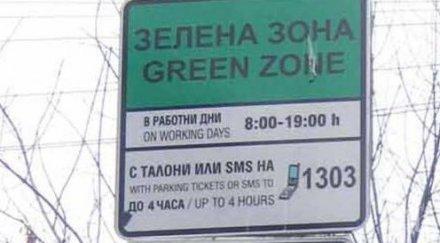 ЗЕЛЕНА ЗОНА
GREEN ZONE
В РАБОТНИ ДНИ
ON WORKING DAYS
8:00-19:00 h
С ТАЛОНИ ИЛИ SMS НА
WITH PARKING TICKETS OR SMS TO
1303
ДО 4 ЧАСА / UP TO 4 HOURS